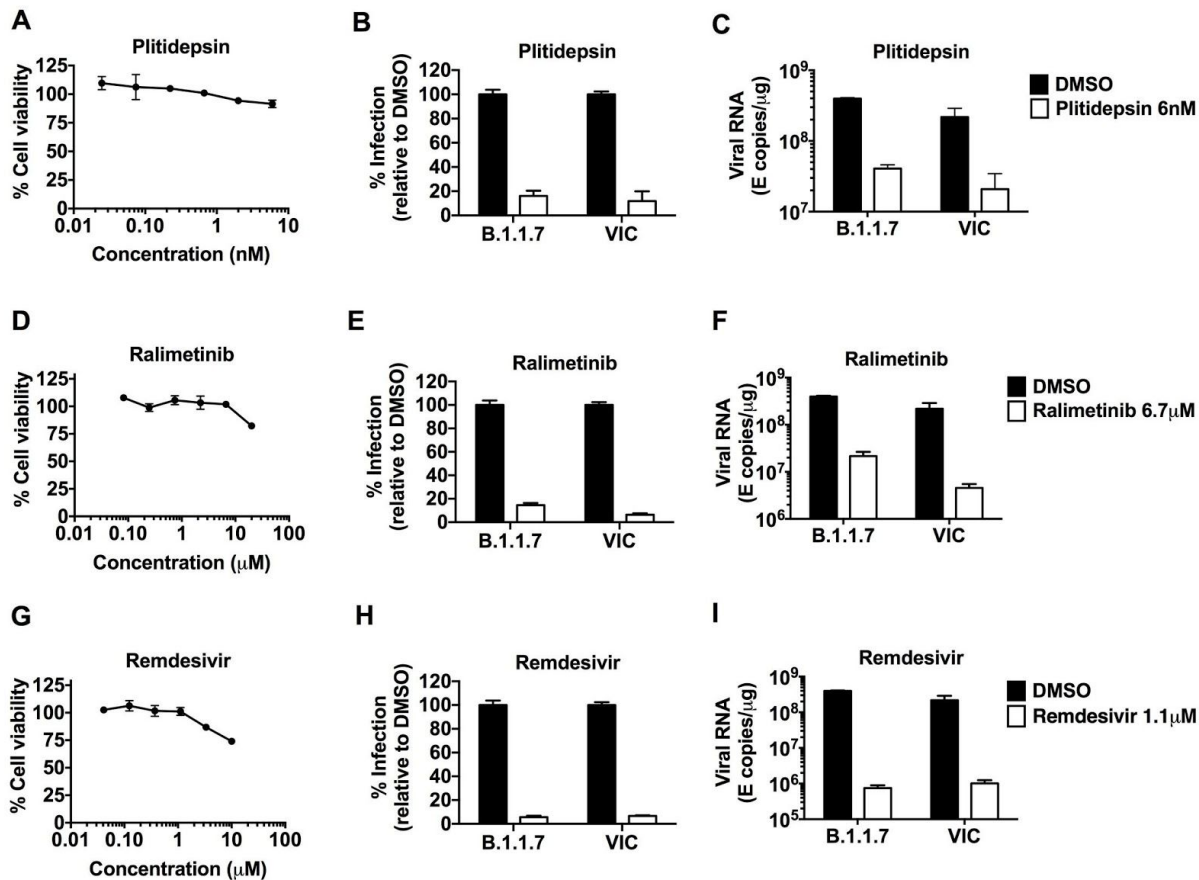 A
Plitidepsin
% Cell viability
125
100
75
50
25
0
0.01 0.10 1 10
Concentration (nM)
B
Plitidepsin
% Infection
(relative to DMSO)
120
100
80
60
40
20
0
B.1.1.7 VIC
C
Plitidepsin
Viral RNA
(E copies/μg)
10⁹
10⁸
10⁷
B.1.1.7 VIC
DMSO
Plitidepsin 6nM
D
Ralimetinib
% Cell viability
125
100
75
50
25
0
0.01 0.1 1 10 100
Concentration (μM)
E
Ralimetinib
% Infection
(relative to DMSO)
120
100
80
60
40
20
0
B.1.1.7 VIC
F
Ralimetinib
Viral RNA
(E copies/μg)
10⁹
10⁸
10⁷
10⁶
B.1.1.7 VIC
DMSO
Ralimetinib 6.7μM
G
Remdesivir
% Cell viability
125
100
75
50
25
0
0.01 0.10 1 10 100
Concentration (μM)
H
Remdesivir
% Infection
(relative to DMSO)
120
100
80
60
40
20
0
B.1.1.7 VIC
I
Remdesivir
Viral RNA
(E copies/μg)
10⁹
10⁸
10⁷
10⁶
10⁵
B.1.1.7 VIC
DMSO
Remdesivir 1.1μM